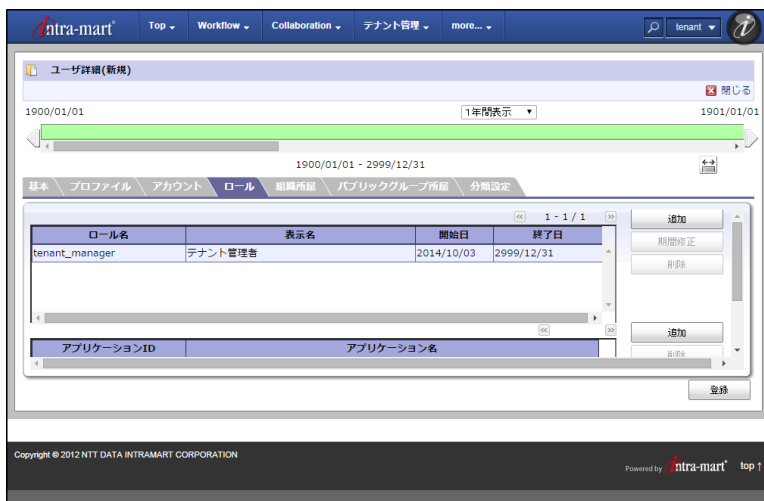 intra-mart Top Workflow Collaboration テナント管理 more... tenant
ユーザ詳細(新規)
閉じる
1900/01/01 1年間表示 1901/01/01
1900/01/01 - 2999/12/31
基本 プロファイル アカウント ロール 組織所属 パブリックグループ所属 分類設定
1 - 1 / 1 追加
ロール名 表示名 開始日 終了日 期間修正
tenant_manager テナント管理者 2014/10/03 2999/12/31
削除
追加
アプリケーションID アプリケーション名 削除
登録
Copyright © 2012 NTT DATA INTRAMART CORPORATION
Powered by intra-mart top ↑